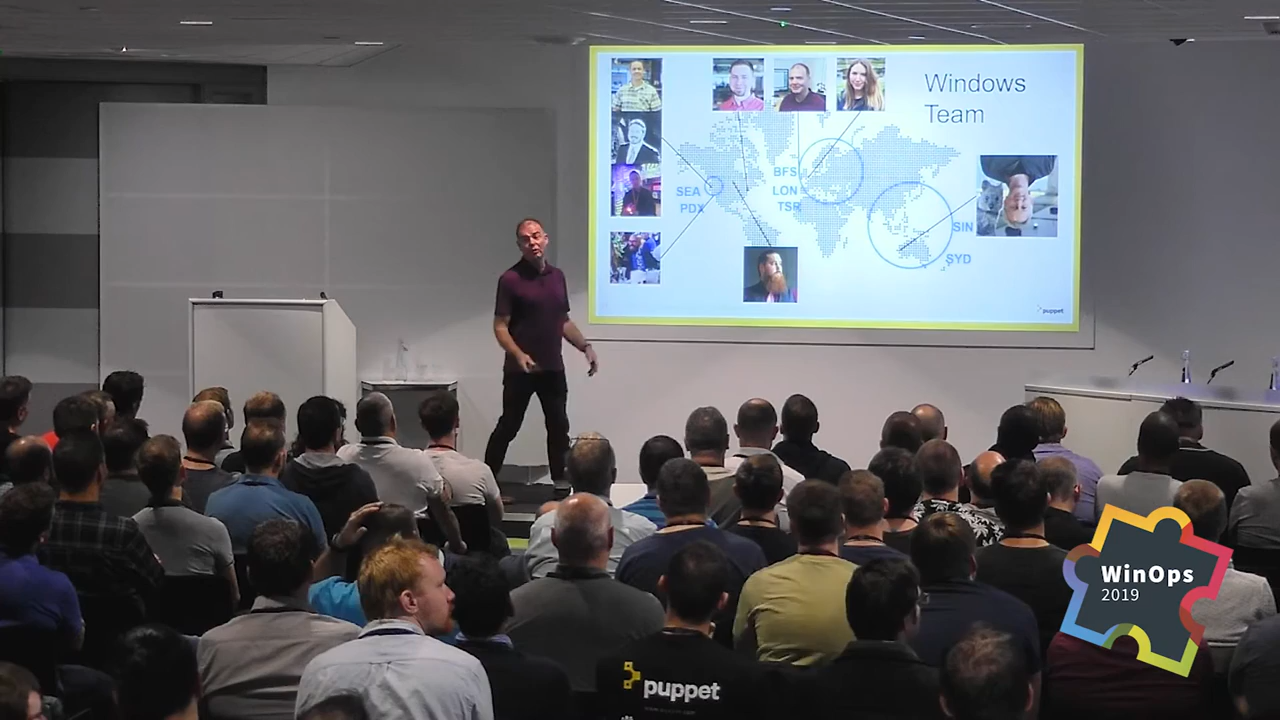 Windows
Team
BFS
SEA
LON
PDX
TSR
SIN
SYD
puppet
WinOps
2019
puppet